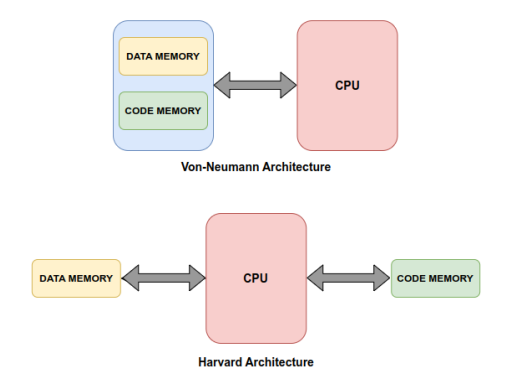 DATA MEMORY
CODE MEMORY
CPU
Von-Neumann Architecture
DATA MEMORY
CPU
CODE MEMORY
Harvard Architecture